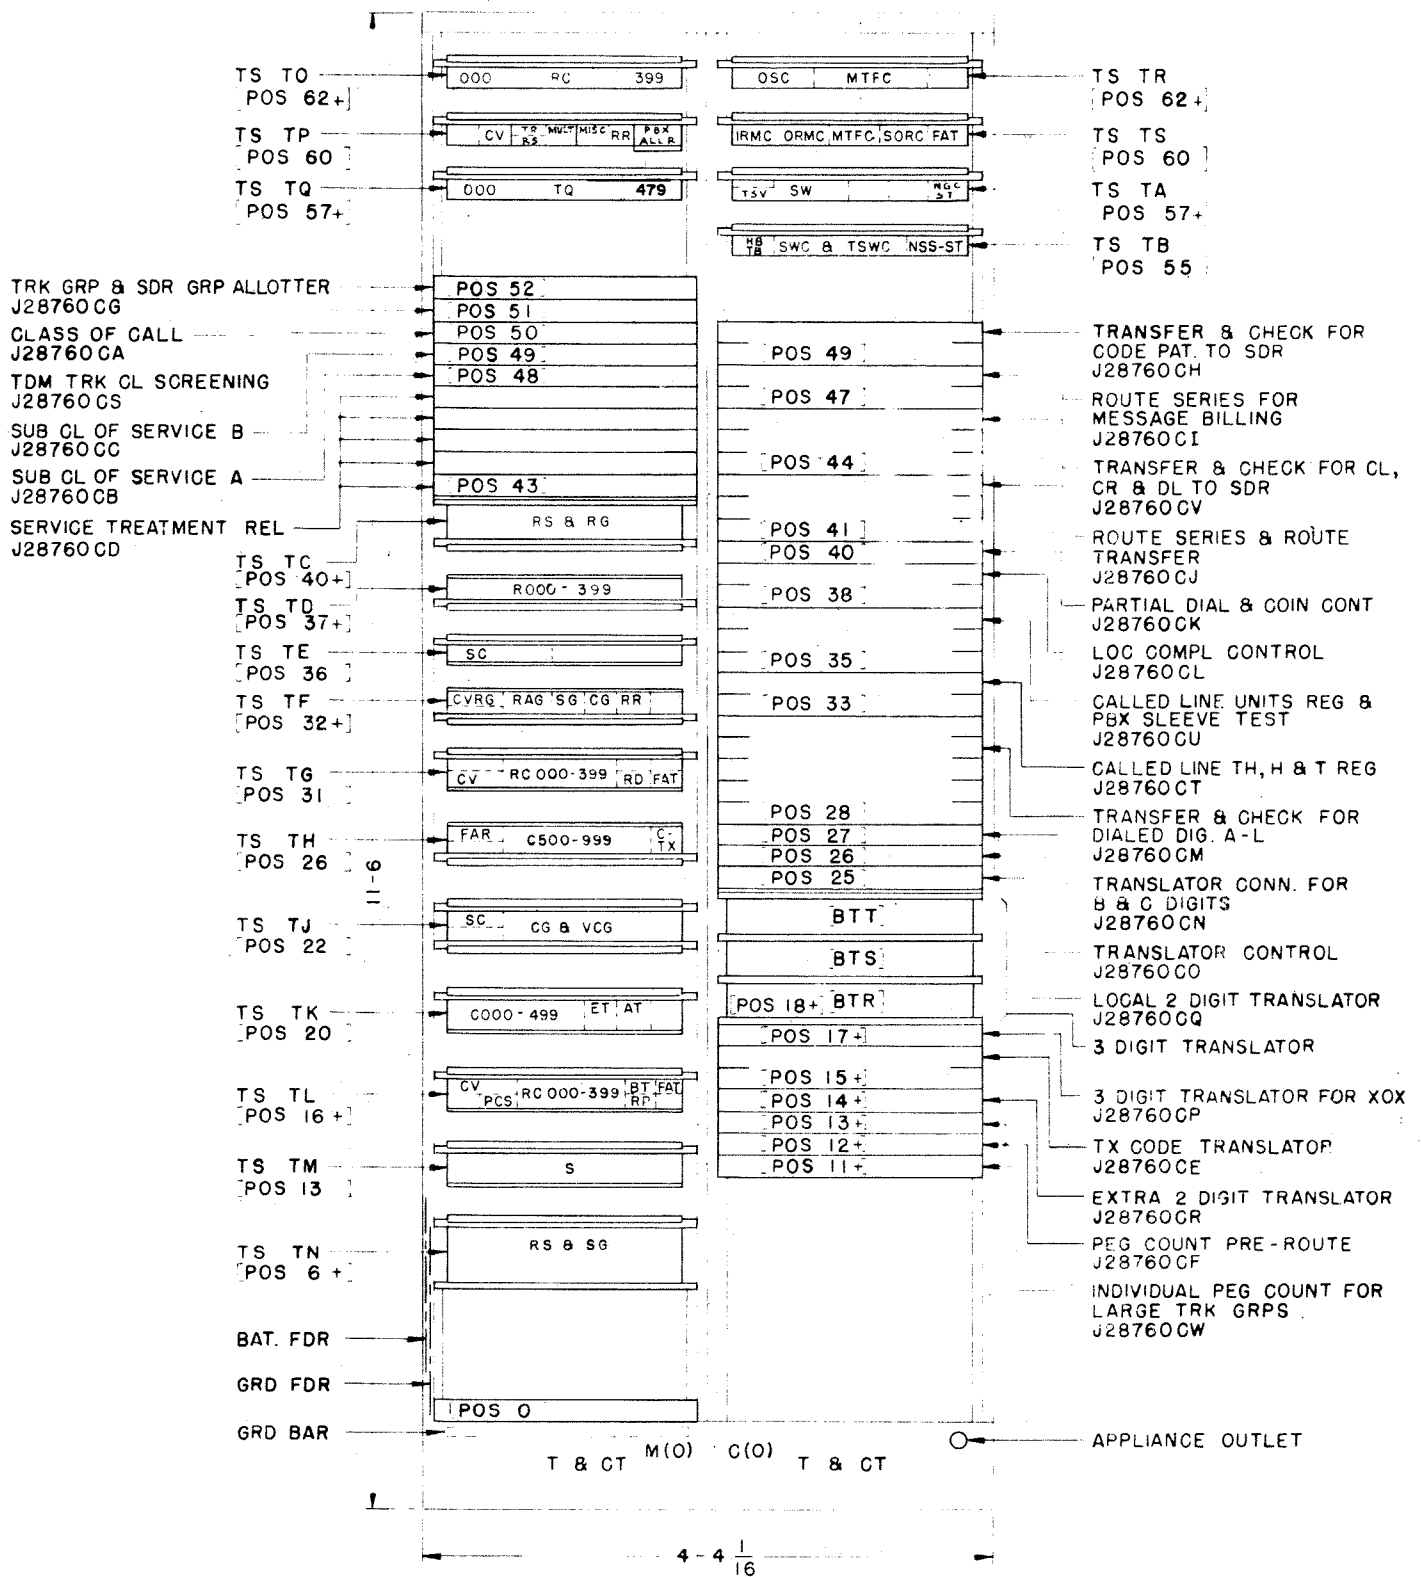 TS TO
[POS 62+]
TS TP
[POS 60]
TS TQ
[POS 57+]
TRK GRP & SDR GRP ALLOTTER
J28760CG
CLASS OF CALL
J28760CA
TDM TRK CL SCREENING
J28760CS
SUB CL OF SERVICE B
J28760CC
SUB CL OF SERVICE A
J28760CB
SERVICE TREATMENT REL
J28760CD
TS TC
[POS 40+]
TS TD
[POS 37+]
TS TE
[POS 36]
TS TF
[POS 32+]
TS TG
[POS 31]
TS TH
[POS 26]
11-6
TS TJ
[POS 22]
TS TK
[POS 20]
TS TL
[POS 16+]
TS TM
[POS 13]
TS TN
[POS 6+]
BAT. FDR
GRD FDR
GRD BAR
000 RC 399
CV TR RS MULT MISC RR PBX ALLR
000 TQ 479
[POS 52]
[POS 51]
[POS 50]
[POS 49]
[POS 48]
[POS 43]
RS & RG
R000-399
SC
CVRG RAG SG CG RR
CV RC 000-399 RD FAT
FAR C500-999 C-TX
SC CG & VCG
C000-499 ET AT
CV PCS RC 000-399 BT RP FAT
S
RS & SG
[POS 0
OSC MTFC
IRMC ORMC MTFC SORC FAT
TSV SW NGC ST
HB TB SWC & TSWC NSS-ST
[POS 49]
[POS 47]
[POS 44]
[POS 41]
[POS 40]
[POS 38]
[POS 35]
[POS 33]
[POS 28]
[POS 27]
[POS 26]
[POS 25]
BTT
BTS
[POS 18+] BTR
[POS 17+]
[POS 15+]
[POS 14+]
[POS 13+]
[POS 12+]
[POS 11+]
TS TR
[POS 62+]
TS TS
[POS 60]
TS TA
POS 57+
TS TB
[POS 55]
TRANSFER & CHECK FOR
CODE PAT. TO SDR
J28760CH
ROUTE SERIES FOR
MESSAGE BILLING
J28760CI
TRANSFER & CHECK FOR CL,
CR & DL TO SDR
J28760CV
ROUTE SERIES & ROUTE
TRANSFER
J28760CJ
PARTIAL DIAL & COIN CONT
J28760CK
LOC COMPL CONTROL
J28760CL
CALLED LINE UNITS REG &
PBX SLEEVE TEST
J28760CU
CALLED LINE TH, H & T REG
J28760CT
TRANSFER & CHECK FOR
DIALED DIG. A-L
J28760CM
TRANSLATOR CONN. FOR
B & C DIGITS
J28760CN
TRANSLATOR CONTROL
J28760CO
LOCAL 2 DIGIT TRANSLATOR
J28760CQ
3 DIGIT TRANSLATOR
3 DIGIT TRANSLATOR FOR XOX
J28760CP
TX CODE TRANSLATOR
J28760CE
EXTRA 2 DIGIT TRANSLATOR
J28760CR
PEG COUNT PRE-ROUTE
J28760CF
INDIVIDUAL PEG COUNT FOR
LARGE TRK GRPS
J28760CW
APPLIANCE OUTLET
M(0) C(0)
T & CT T & CT
4-4 1/16